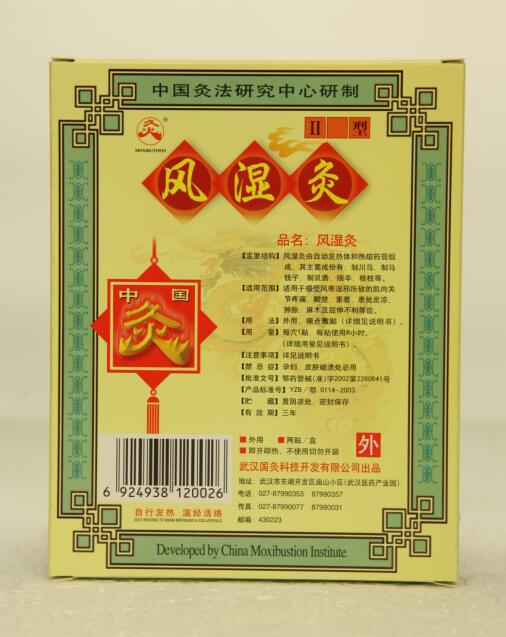 中国灸法研究中心研制
灸
®
MOXIBUSTION
II 型
风湿灸
品名：风湿灸
【主要结构】风湿灸由自动发热体和热熔药膏组
成，其主要成份有：制川乌、制马
钱子、制乳香、细辛、桂枝等。
【适用范围】适用于感受风寒湿邪所致的肌肉关
节疼痛，酸楚、重着、患处发凉、
肿胀、麻木及屈伸不利等症。
【用 法】外用，痛点敷贴（详细见说明书）。
【用 量】每穴1贴，每贴使用8小时。
（详细用量见说明书）。
【注意事项】详见说明书
【禁 忌 症】孕妇、皮肤破溃处忌用
【批准文号】鄂药管械(准)字2002第2260641号
【产品标准号】YZB／鄂 0114-2003
【贮 藏】置阴凉处、密封保存
【有 效 期】三年
中国
灸
■外用 ■两贴／盒
■即开即热、不使用切勿开袋
外
武汉国灸科技开发有限公司出品
地址：武汉市东湖开发区庙山小区(武汉医药产业园)
电话：027-87990353 87990357
传真：027-87990077 87990031
邮编：430223
6 924938 120026
自行发热 温经活络
SELF-HEATING TO WARM MERIDIANS & COLLATERALS
Developed by China Moxibustion Institute